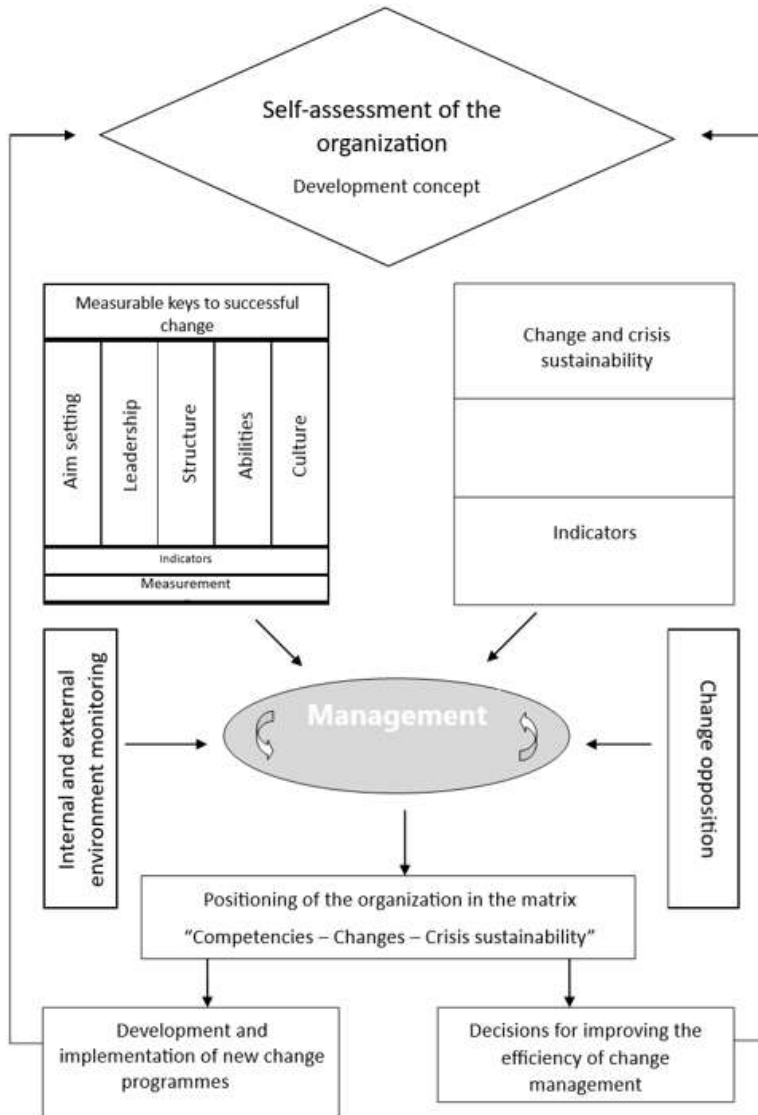 Self-assessment of the
organization
Development concept
Measurable keys to successful
change
Aim setting
Leadership
Structure
Abilities
Culture
Indicators
Measurement
Change and crisis
sustainability
Indicators
Internal and external
environment monitoring
Management
Change opposition
Positioning of the organization in the matrix
“Competencies – Changes – Crisis sustainability”
Development and
implementation of new change
programmes
Decisions for improving the
efficiency of change
management